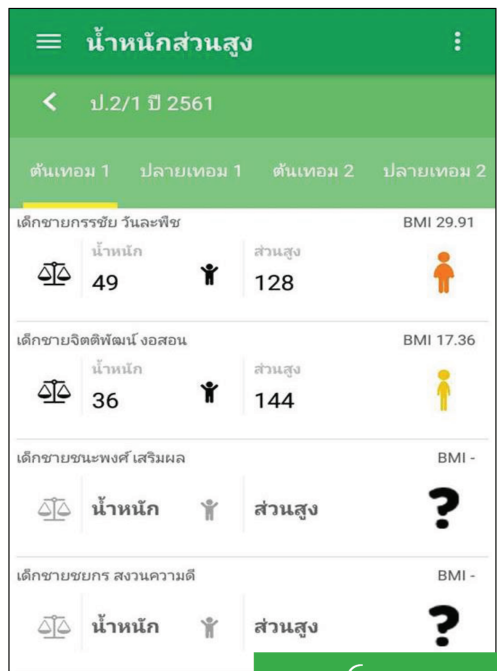 น้ำหนักส่วนสูง
ป.2/1 ปี 2561
ต้นเทอม 1 ปลายเทอม 1 ต้นเทอม 2 ปลายเทอม 2
เด็กชายกรรชัย วันละพืช BMI 29.91
น้ำหนัก ส่วนสูง
49 128
เด็กชายจิตติพัฒน์ งอสอน BMI 17.36
น้ำหนัก ส่วนสูง
36 144
เด็กชายชนะพงศ์ เสริมผล BMI -
น้ำหนัก ส่วนสูง ?
เด็กชายชยกร สงวนความดี BMI -
น้ำหนัก ส่วนสูง ?